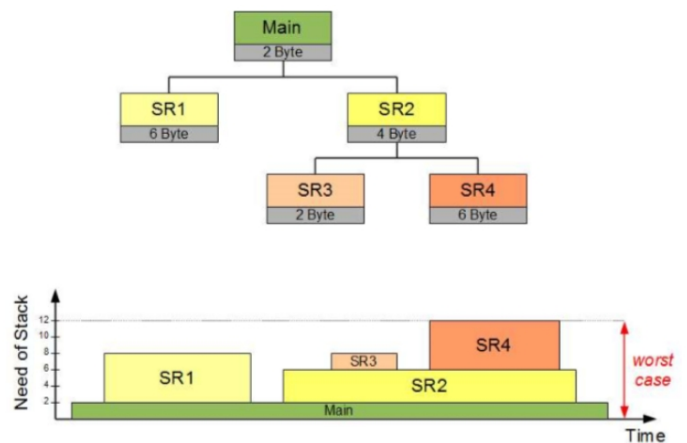 Main
2 Byte
SR1
SR2
6 Byte
4 Byte
SR3
SR4
2 Byte
6 Byte
Need of Stack
12
10
8
6
4
2
SR1
SR3
SR4
SR2
Main
worst
case
Time